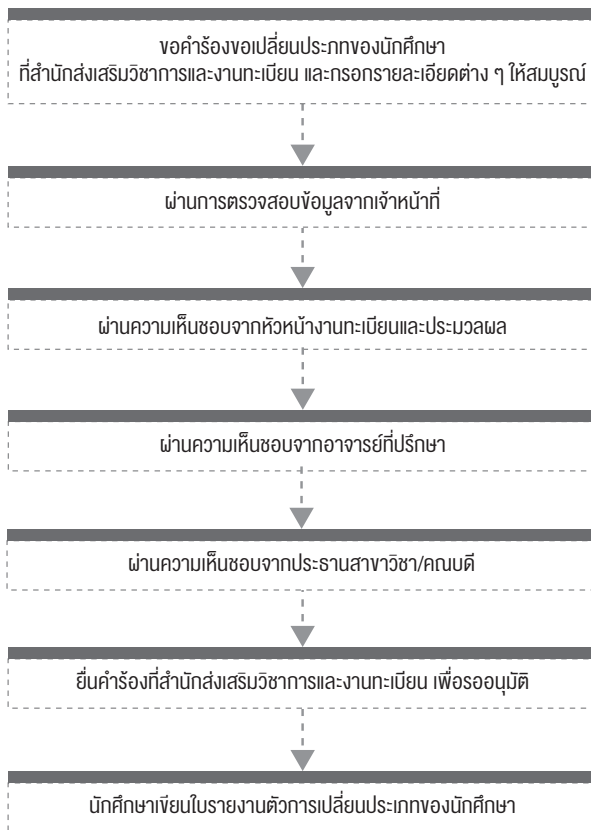 ขอคำร้องขอเปลี่ยนประเภทของนักศึกษา
ที่สำนักส่งเสริมวิชาการและงานทะเบียน และกรอกรายละเอียดต่าง ๆ ให้สมบูรณ์
ผ่านการตรวจสอบข้อมูลจากเจ้าหน้าที่
ผ่านความเห็นชอบจากหัวหน้างานทะเบียนและประมวลผล
ผ่านความเห็นชอบจากอาจารย์ที่ปรึกษา
ผ่านความเห็นชอบจากประธานสาขาวิชา/คณบดี
ยื่นคำร้องที่สำนักส่งเสริมวิชาการและงานทะเบียน เพื่อรออนุมัติ
นักศึกษาเขียนใบรายงานตัวการเปลี่ยนประเภทของนักศึกษา